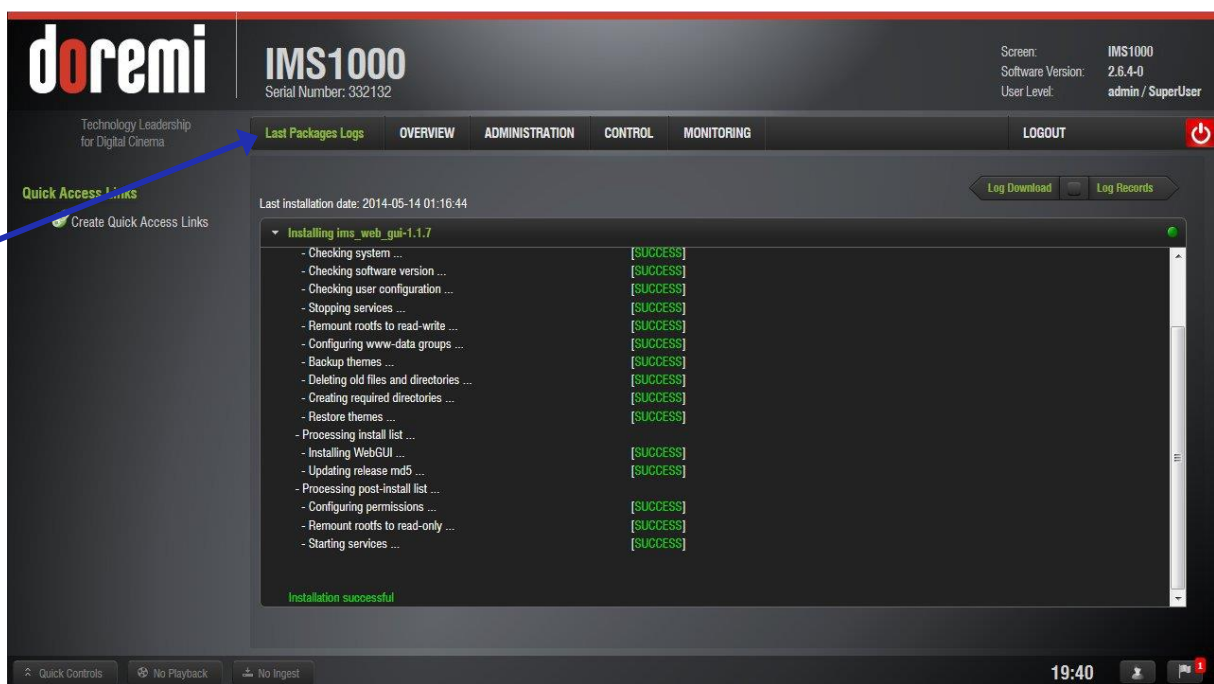 doremi
Technology Leadership
for Digital Cinema
IMS1000
Serial Number: 332132
Screen: IMS1000
Software Version: 2.6.4-0
User Level: admin / SuperUser
Last Packages Logs OVERVIEW ADMINISTRATION CONTROL MONITORING LOGOUT
Quick Access Links
Create Quick Access Links
Log Download Log Records
Last installation date: 2014-05-14 01:16:44
Installing ims_web_gui-1.1.7
- Checking system ... [SUCCESS]
- Checking software version ... [SUCCESS]
- Checking user configuration ... [SUCCESS]
- Stopping services ... [SUCCESS]
- Remount rootfs to read-write ... [SUCCESS]
- Configuring www-data groups ... [SUCCESS]
- Backup themes ... [SUCCESS]
- Deleting old files and directories ... [SUCCESS]
- Creating required directories ... [SUCCESS]
- Restore themes ... [SUCCESS]
- Processing install list ...
- Installing WebGUI ... [SUCCESS]
- Updating release md5 ... [SUCCESS]
- Processing post-install list ...
- Configuring permissions ... [SUCCESS]
- Remount rootfs to read-only ... [SUCCESS]
- Starting services ... [SUCCESS]
Installation successful
Quick Controls No Playback No Ingest 19:40 1